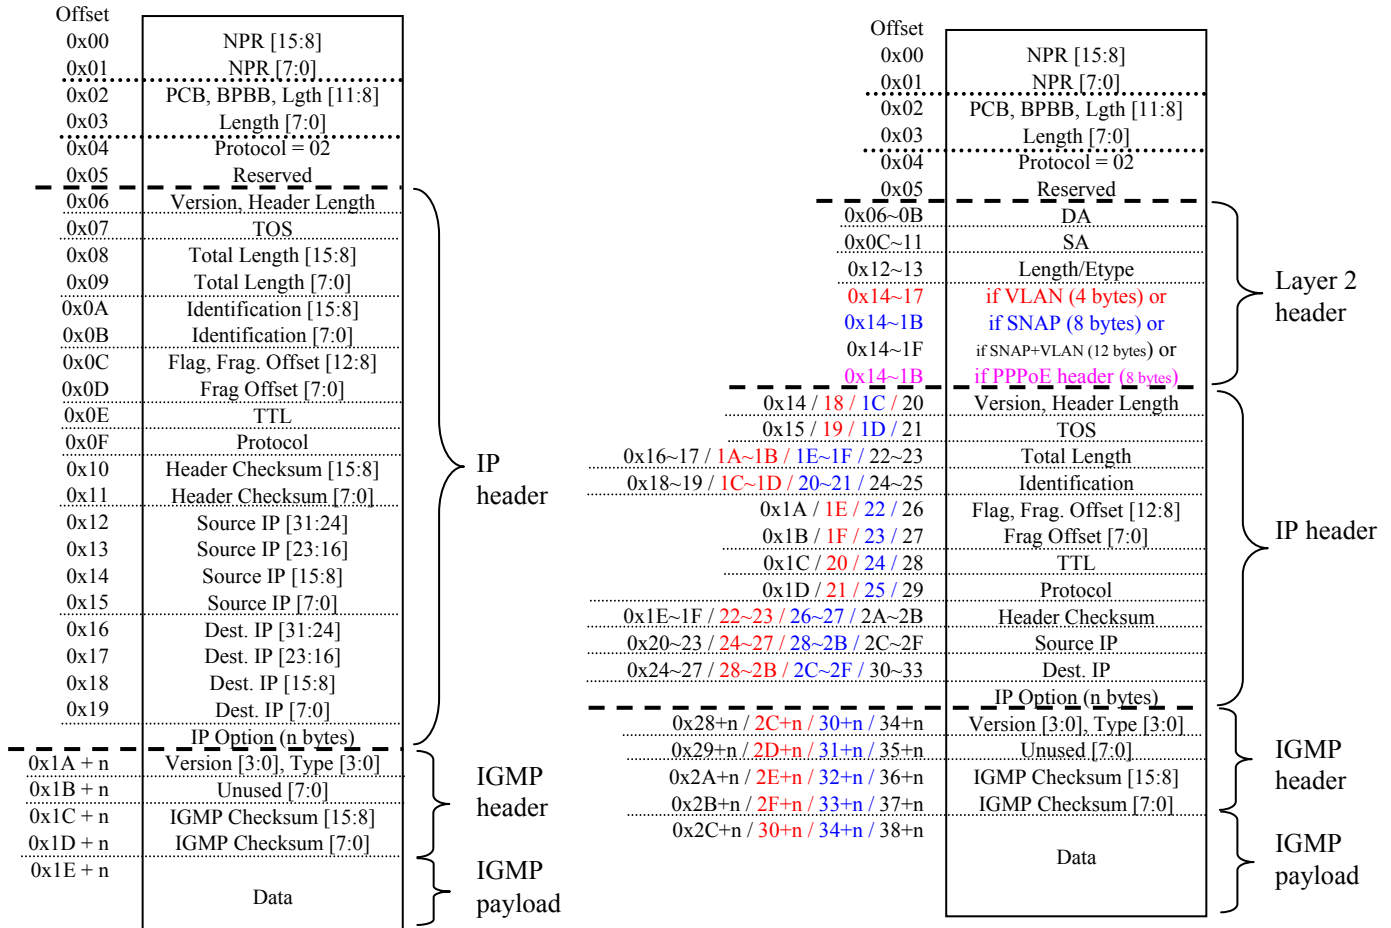 Offset
0x00 NPR [15:8]
0x01 NPR [7:0]
0x02 PCB, BPBB, Lgth [11:8]
0x03 Length [7:0]
0x04 Protocol = 02
0x05 Reserved
0x06 Version, Header Length
0x07 TOS
0x08 Total Length [15:8]
0x09 Total Length [7:0]
0x0A Identification [15:8]
0x0B Identification [7:0]
0x0C Flag, Frag. Offset [12:8]
0x0D Frag Offset [7:0]
0x0E TTL
0x0F Protocol
0x10 Header Checksum [15:8]
0x11 Header Checksum [7:0]
0x12 Source IP [31:24]
0x13 Source IP [23:16]
0x14 Source IP [15:8]
0x15 Source IP [7:0]
0x16 Dest. IP [31:24]
0x17 Dest. IP [23:16]
0x18 Dest. IP [15:8]
0x19 Dest. IP [7:0]
IP Option (n bytes)
0x1A + n Version [3:0], Type [3:0]
0x1B + n Unused [7:0]
0x1C + n IGMP Checksum [15:8]
0x1D + n IGMP Checksum [7:0]
0x1E + n
Data
IP
header
IGMP
header
IGMP
payload
Offset
0x00 NPR [15:8]
0x01 NPR [7:0]
0x02 PCB, BPBB, Lgth [11:8]
0x03 Length [7:0]
0x04 Protocol = 02
0x05 Reserved
0x06~0B DA
0x0C~11 SA
0x12~13 Length/Etype
0x14~17 if VLAN (4 bytes) or
0x14~1B if SNAP (8 bytes) or
0x14~1F if SNAP+VLAN (12 bytes) or
0x14~1B if PPPoE header (8 bytes)
0x14 / 18 / 1C / 20 Version, Header Length
0x15 / 19 / 1D / 21 TOS
0x16~17 / 1A~1B / 1E~1F / 22~23 Total Length
0x18~19 / 1C~1D / 20~21 / 24~25 Identification
0x1A / 1E / 22 / 26 Flag, Frag. Offset [12:8]
0x1B / 1F / 23 / 27 Frag Offset [7:0]
0x1C / 20 / 24 / 28 TTL
0x1D / 21 / 25 / 29 Protocol
0x1E~1F / 22~23 / 26~27 / 2A~2B Header Checksum
0x20~23 / 24~27 / 28~2B / 2C~2F Source IP
0x24~27 / 28~2B / 2C~2F / 30~33 Dest. IP
IP Option (n bytes)
0x28+n / 2C+n / 30+n / 34+n Version [3:0], Type [3:0]
0x29+n / 2D+n / 31+n / 35+n Unused [7:0]
0x2A+n / 2E+n / 32+n / 36+n IGMP Checksum [15:8]
0x2B+n / 2F+n / 33+n / 37+n IGMP Checksum [7:0]
0x2C+n / 30+n / 34+n / 38+n
Data
Layer 2
header
IP header
IGMP
header
IGMP
payload